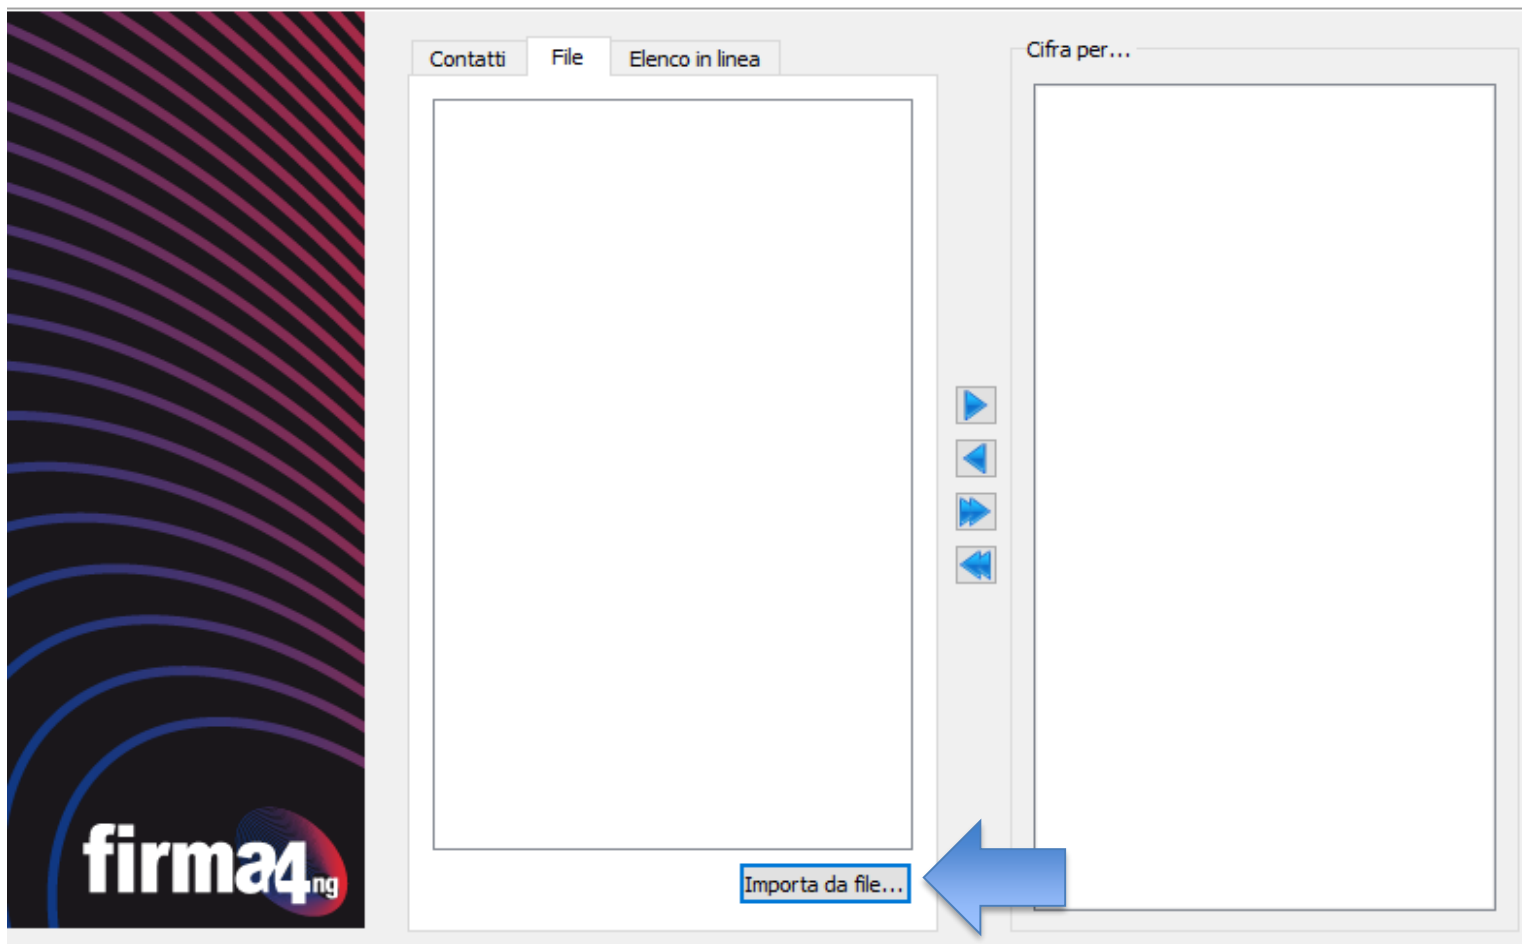 Contatti
File
Elenco in linea
Cifra per...
Importa da file...
firma4ng